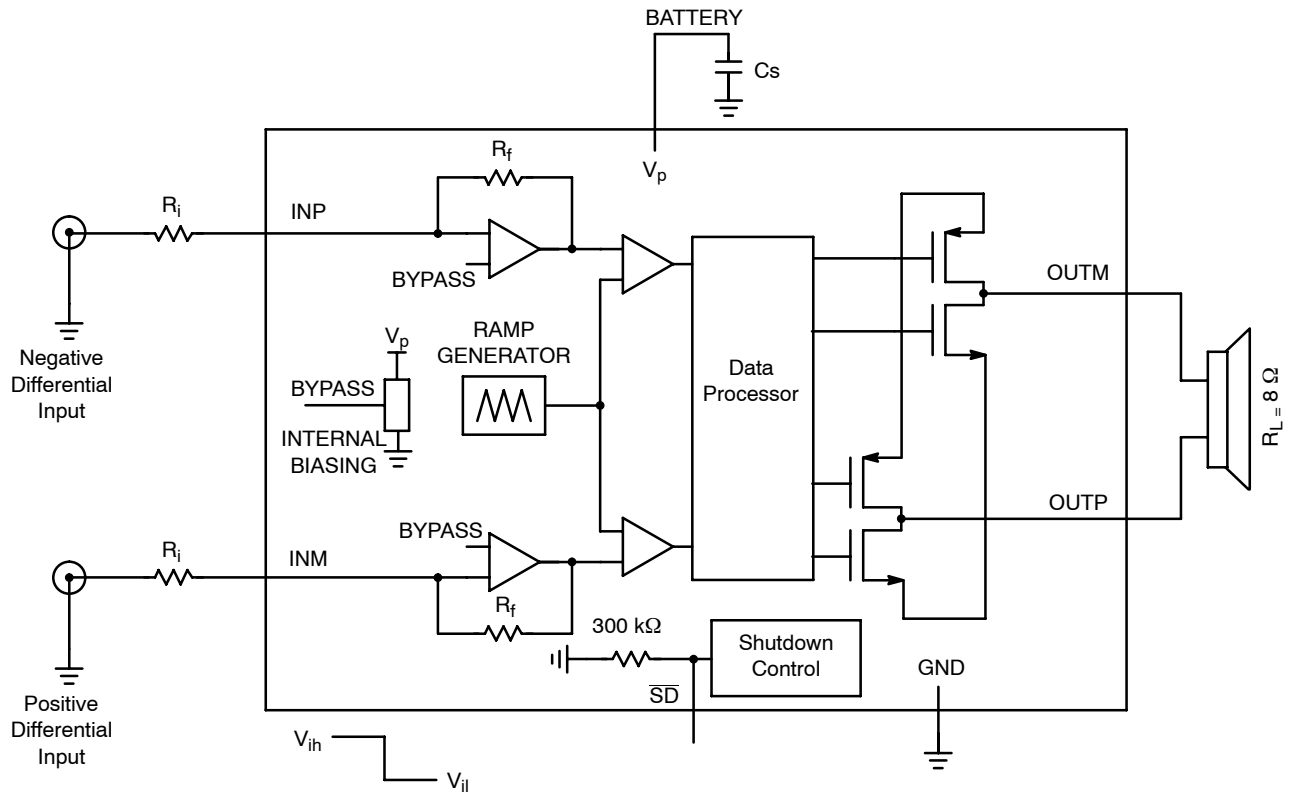 BATTERY
Cs
Vp
Rf
Ri
INP
BYPASS
OUTM
Negative
Differential
Input
Vp
BYPASS
INTERNAL
BIASING
RAMP
GENERATOR
Data
Processor
RL = 8 Ω
OUTP
BYPASS
Ri
INM
Rf
300 kΩ
Shutdown
Control
SD
GND
Positive
Differential
Input
Vih
Vil